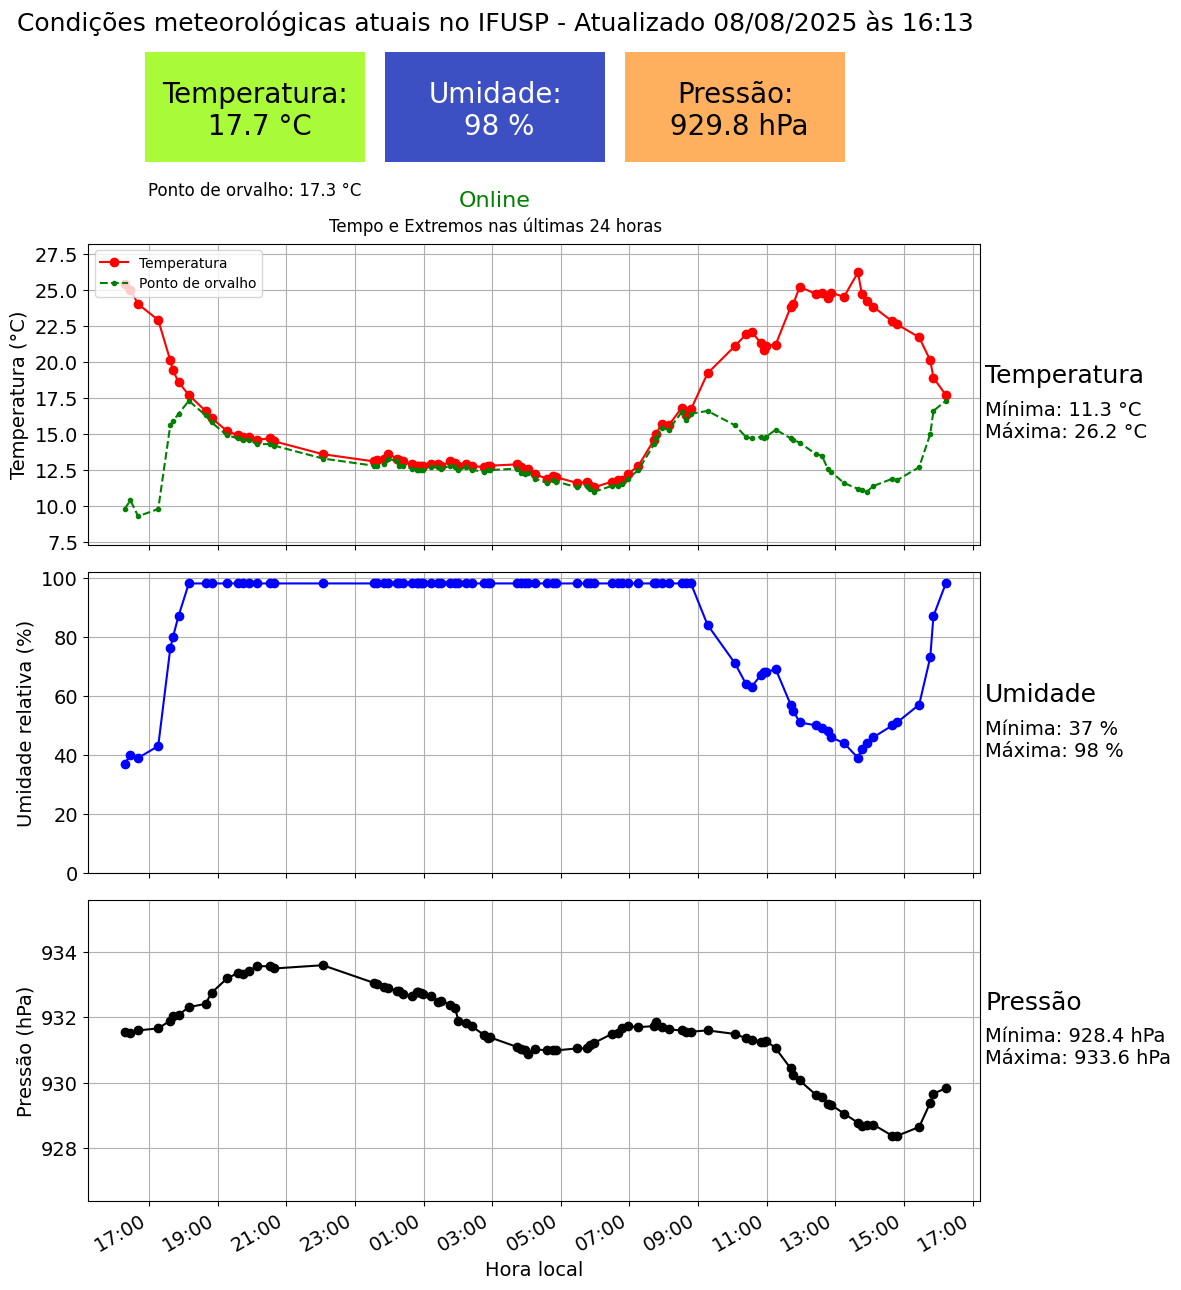 Condições meteorológicas atuais no IFUSP - Atualizado 08/08/2025 às 16:13
Temperatura:
17.7 °C
Umidade:
98 %
Pressão:
929.8 hPa
Ponto de orvalho: 17.3 °C
Online
Tempo e Extremos nas últimas 24 horas
Temperatura
Ponto de orvalho
Temperatura (°C)
27.5
25.0
22.5
20.0
17.5
15.0
12.5
10.0
7.5
Temperatura
Mínima: 11.3 °C
Máxima: 26.2 °C
Umidade relativa (%)
100
80
60
40
20
0
Umidade
Mínima: 37 %
Máxima: 98 %
Pressão (hPa)
934
932
930
928
Pressão
Mínima: 928.4 hPa
Máxima: 933.6 hPa
17:00 19:00 21:00 23:00 01:00 03:00 05:00 07:00 09:00 11:00 13:00 15:00 17:00
Hora local